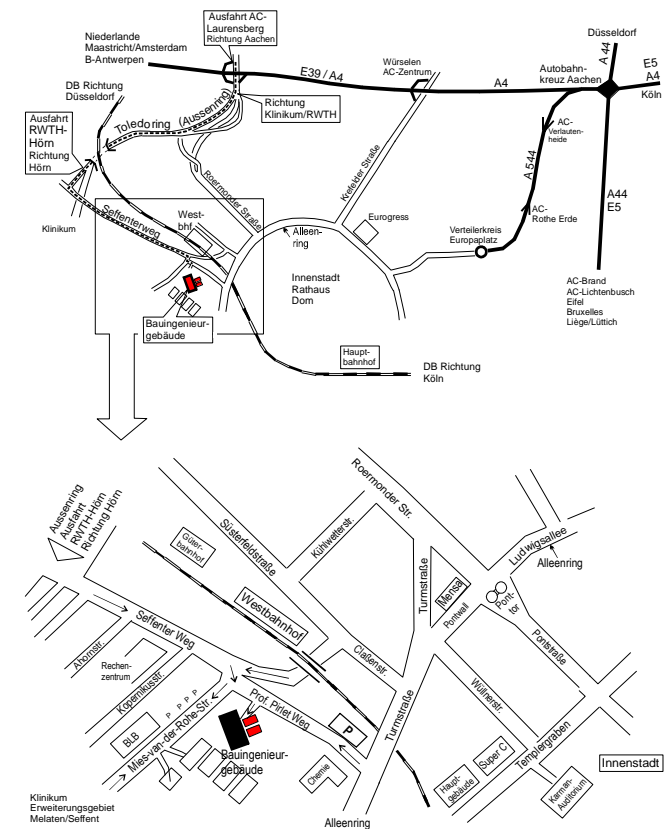 Ausfahrt AC-
Laurensberg
Richtung Aachen
Niederlande
Maastricht/Amsterdam
B-Antwerpen
E39 / A4
Würselen
AC-Zentrum
A4
Düsseldorf
A 44
Autobahn-
kreuz Aachen
E5
A4
Köln
DB Richtung
Düsseldorf
Richtung
Klinikum/RWTH
Toledoring (Aussenring)
Ausfahrt
RWTH-
Hörn
Richtung
Hörn
AC-
Verlauten-
heide
A 544
AC-
Rothe Erde
A44
E5
Roermonder Straße
Krefelder Straße
Klinikum
Seffenterweg
West-
bhf.
Eurogress
Alleen-
ring
Verteilerkreis
Europaplatz
Innenstadt
Rathaus
Dom
AC-Brand
AC-Lichtenbusch
Eifel
Bruxelles
Liège/Lüttich
Bauingenieur-
gebäude
Haupt-
bahnhof
DB Richtung
Köln
Roermonder Str.
Aussenring
Ausfahrt
RWTH-Hörn
Richtung Hörn
Süsterfeldstraße
Güter-
bahnhof
Kühlwetterstr.
Ludwigsallee
Alleenring
Turmstraße
Mensa
Pontwall
Pont-
tor
Westbahnhof
Seffenter Weg
Pontstraße
Ahornstr.
Claßenstr.
Rechen-
zentrum
Kopernikusstr.
P P P P
Prof. Pirlet Weg
Wüllnerstr.
Turmstraße
P
Mies-van-der-Rohe-Str.
BLB
Bauingenieur-
gebäude
Chemie
Templergraben
Super C
Haupt-
gebäude
Innenstadt
Karman-
Auditorium
Klinikum
Erweiterungsgebiet
Melaten/Seffent
Alleenring